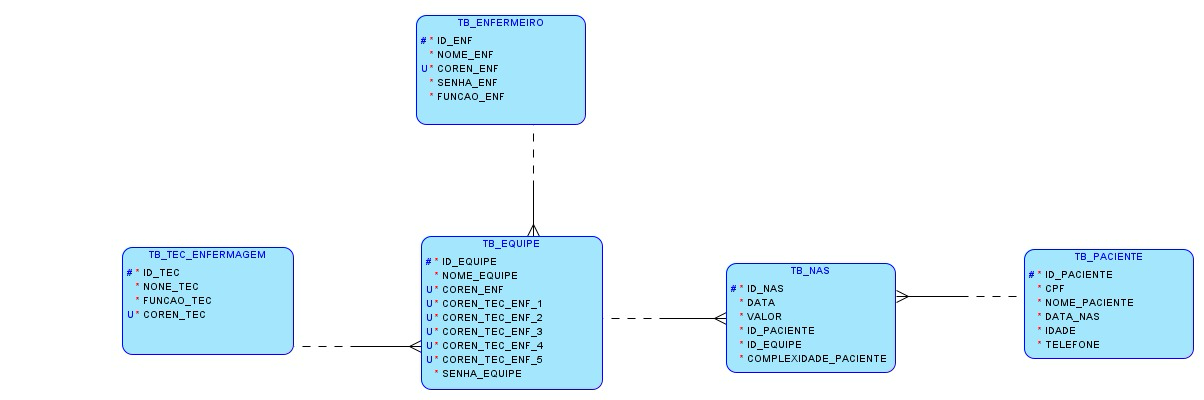 TB_ENFERMEIRO
# * ID_ENF
* NOME_ENF
U * COREN_ENF
* SENHA_ENF
* FUNCAO_ENF
TB_TEC_ENFERMAGEM
# * ID_TEC
* NONE_TEC
* FUNCAO_TEC
U * COREN_TEC
TB_EQUIPE
# * ID_EQUIPE
* NOME_EQUIPE
U * COREN_ENF
U * COREN_TEC_ENF_1
U * COREN_TEC_ENF_2
U * COREN_TEC_ENF_3
U * COREN_TEC_ENF_4
U * COREN_TEC_ENF_5
* SENHA_EQUIPE
TB_NAS
# * ID_NAS
* DATA
* VALOR
* ID_PACIENTE
* ID_EQUIPE
* COMPLEXIDADE_PACIENTE
TB_PACIENTE
# * ID_PACIENTE
* CPF
* NOME_PACIENTE
* DATA_NAS
* IDADE
* TELEFONE